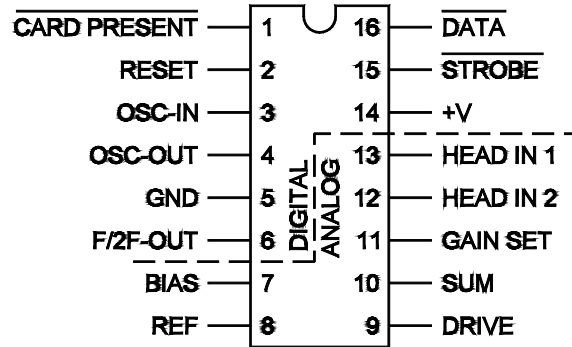 CARD PRESENT 1 16 DATA
RESET 2 15 STROBE
OSC-IN 3 14 +V
OSC-OUT 4 13 HEAD IN 1
GND 5 12 HEAD IN 2
F/2F-OUT 6 11 GAIN SET
BIAS 7 10 SUM
REF 8 9 DRIVE
DIGITAL
ANALOG